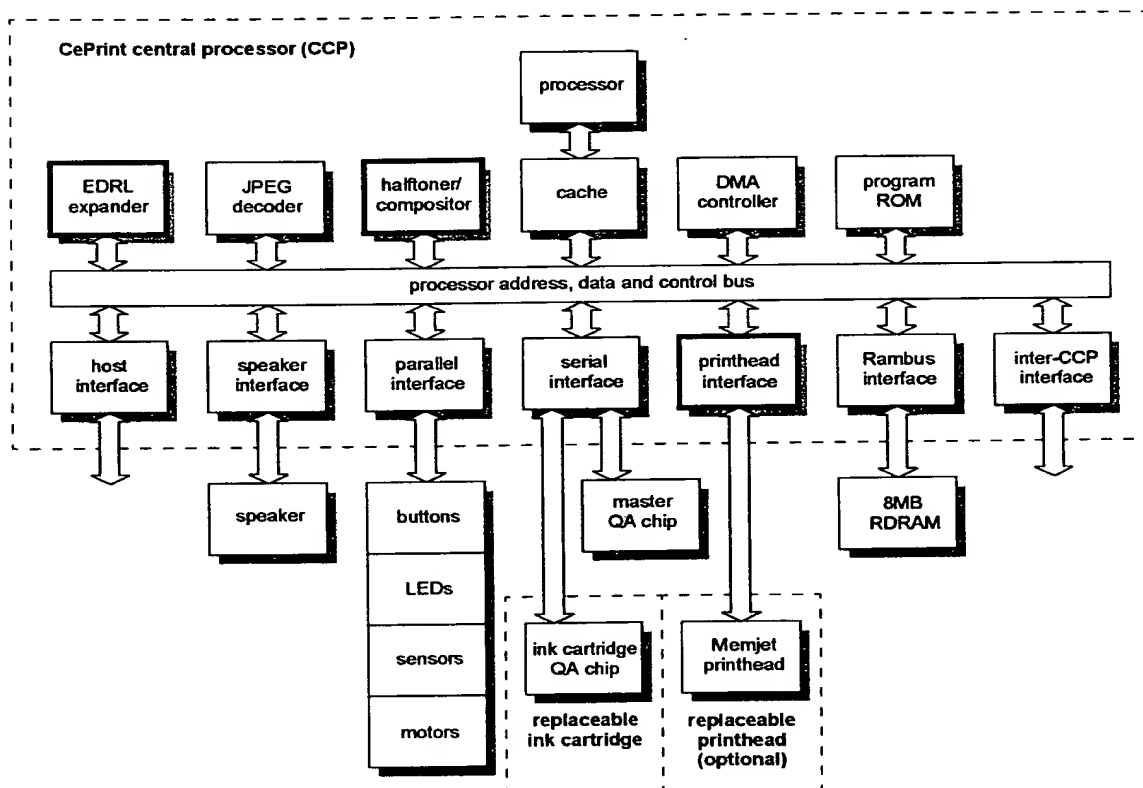 CePrint central processor (CCP)
processor
EDRL
expander
JPEG
decoder
halftoner/
compositor
cache
DMA
controller
program
ROM
processor address, data and control bus
host
interface
speaker
interface
parallel
interface
serial
interface
printhead
interface
Rambus
interface
inter-CCP
interface
speaker
buttons
LEDs
sensors
motors
master
QA chip
8MB
RDRAM
ink cartridge
QA chip
replaceable
ink cartridge
Memjet
printhead
replaceable
printhead
(optional)